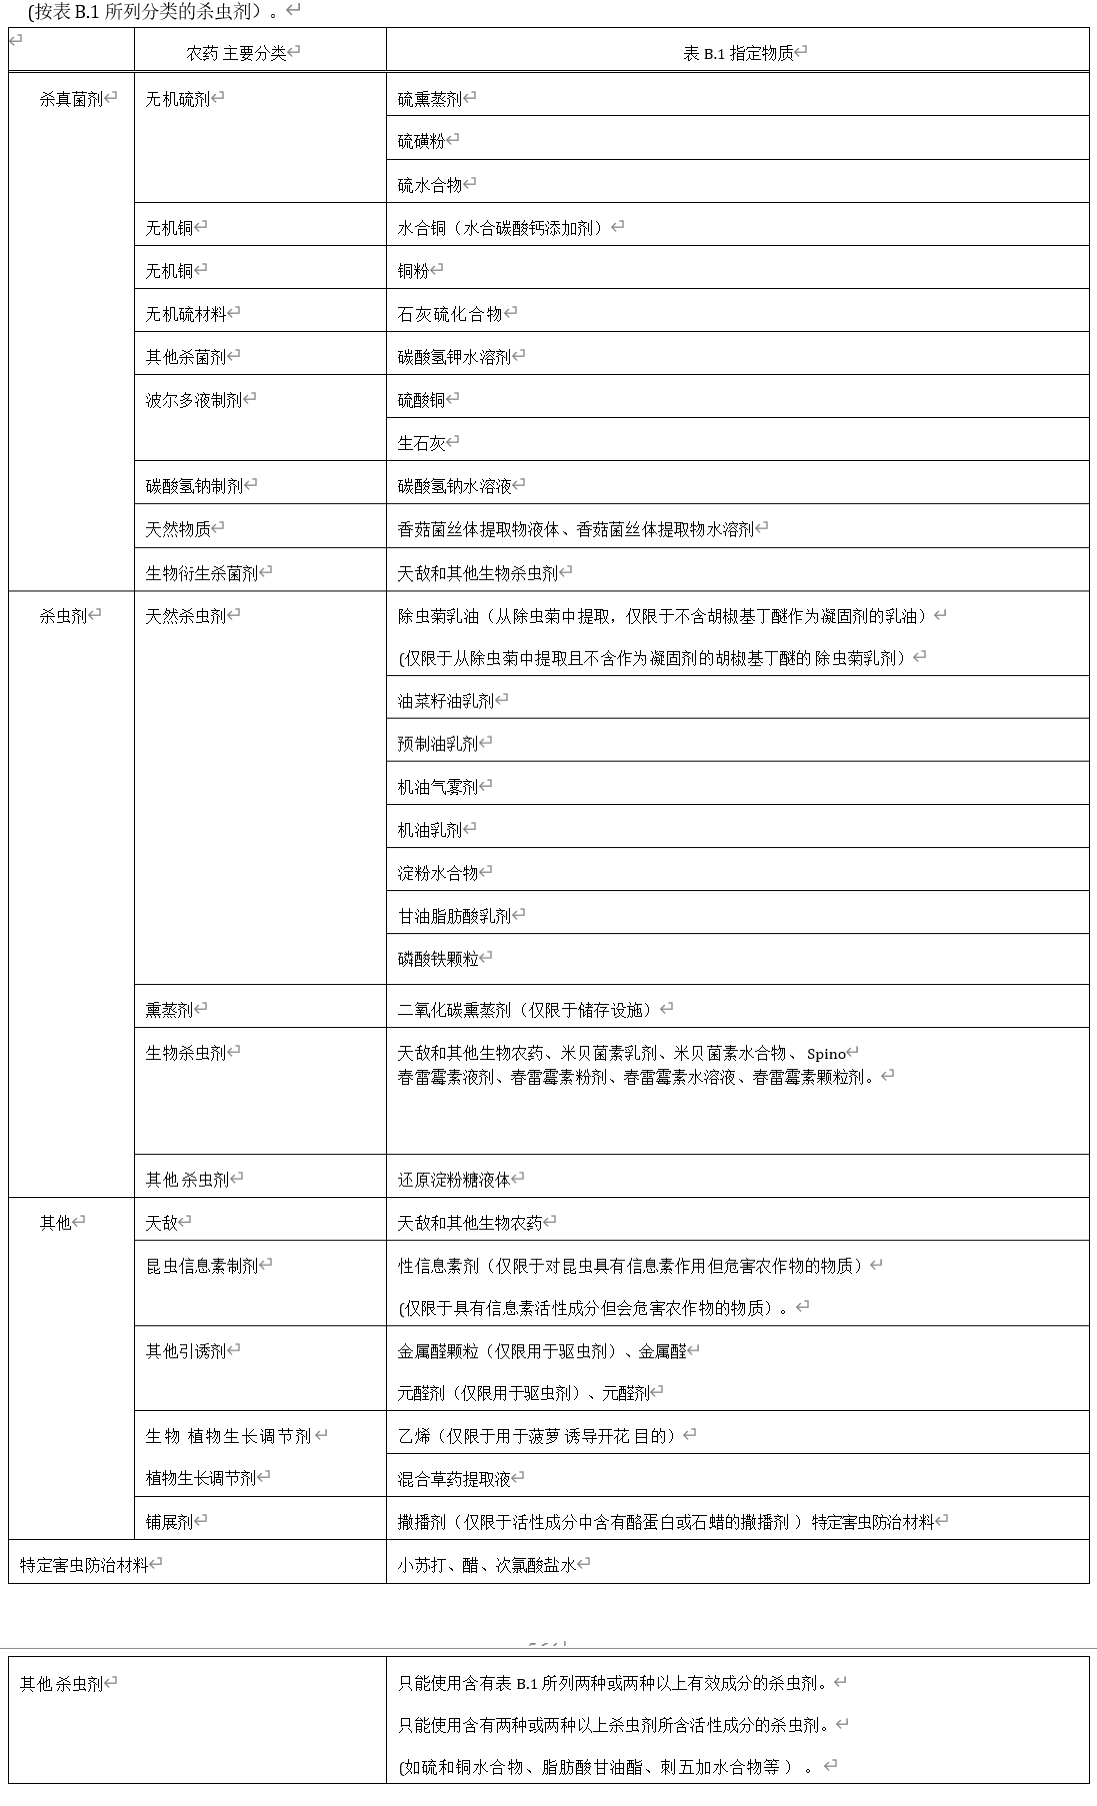 (按表 B.1 所列分类的杀虫剂）。
农药 主要分类
表 B.1 指定物质
杀真菌剂
无机硫剂
硫熏蒸剂
硫磺粉
硫水合物
无机铜
水合铜（水合碳酸钙添加剂）
无机铜
铜粉
无机硫材料
石灰硫化合物
其他杀菌剂
碳酸氢钾水溶剂
波尔多液制剂
硫酸铜
生石灰
碳酸氢钠制剂
碳酸氢钠水溶液
天然物质
香菇菌丝体提取物液体、香菇菌丝体提取物水溶剂
生物衍生杀菌剂
天敌和其他生物杀虫剂
杀虫剂
天然杀虫剂
除虫菊乳油（从除虫菊中提取，仅限于不含胡椒基丁醚作为凝固剂的乳油）
(仅限于从除虫菊中提取且不含作为凝固剂的胡椒基丁醚的 除虫菊乳剂）
油菜籽油乳剂
预制油乳剂
机油气雾剂
机油乳剂
淀粉水合物
甘油脂肪酸乳剂
磷酸铁颗粒
熏蒸剂
二氧化碳熏蒸剂（仅限于储存设施）
生物杀虫剂
天敌和其他生物农药、米贝菌素乳剂、米贝菌素水合物、 Spino
春雷霉素液剂、春雷霉素粉剂、春雷霉素水溶液、春雷霉素颗粒剂。
其他 杀虫剂
还原淀粉糖液体
其他
天敌
天敌和其他生物农药
昆虫信息素制剂
性信息素剂（仅限于对昆虫具有信息素作用但危害农作物的物质）
(仅限于具有信息素活性成分但会危害农作物的物质）。
其他引诱剂
金属醛颗粒（仅限用于驱虫剂）、金属醛
元醛剂（仅限用于驱虫剂）、元醛剂
生物 植物生长调节剂
植物生长调节剂
乙烯（仅限于用于菠萝 诱导开花 目的）
混合草药提取液
铺展剂
撒播剂（仅限于活性成分中含有酪蛋白或石蜡的撒播剂 ） 特定害虫防治材料
特定害虫防治材料
小苏打、醋、次氯酸盐水
其他 杀虫剂
只能使用含有表 B.1 所列两种或两种以上有效成分的杀虫剂。
只能使用含有两种或两种以上杀虫剂所含活性成分的杀虫剂。
(如硫和铜水合物、脂肪酸甘油酯、刺五加水合物等 ） 。